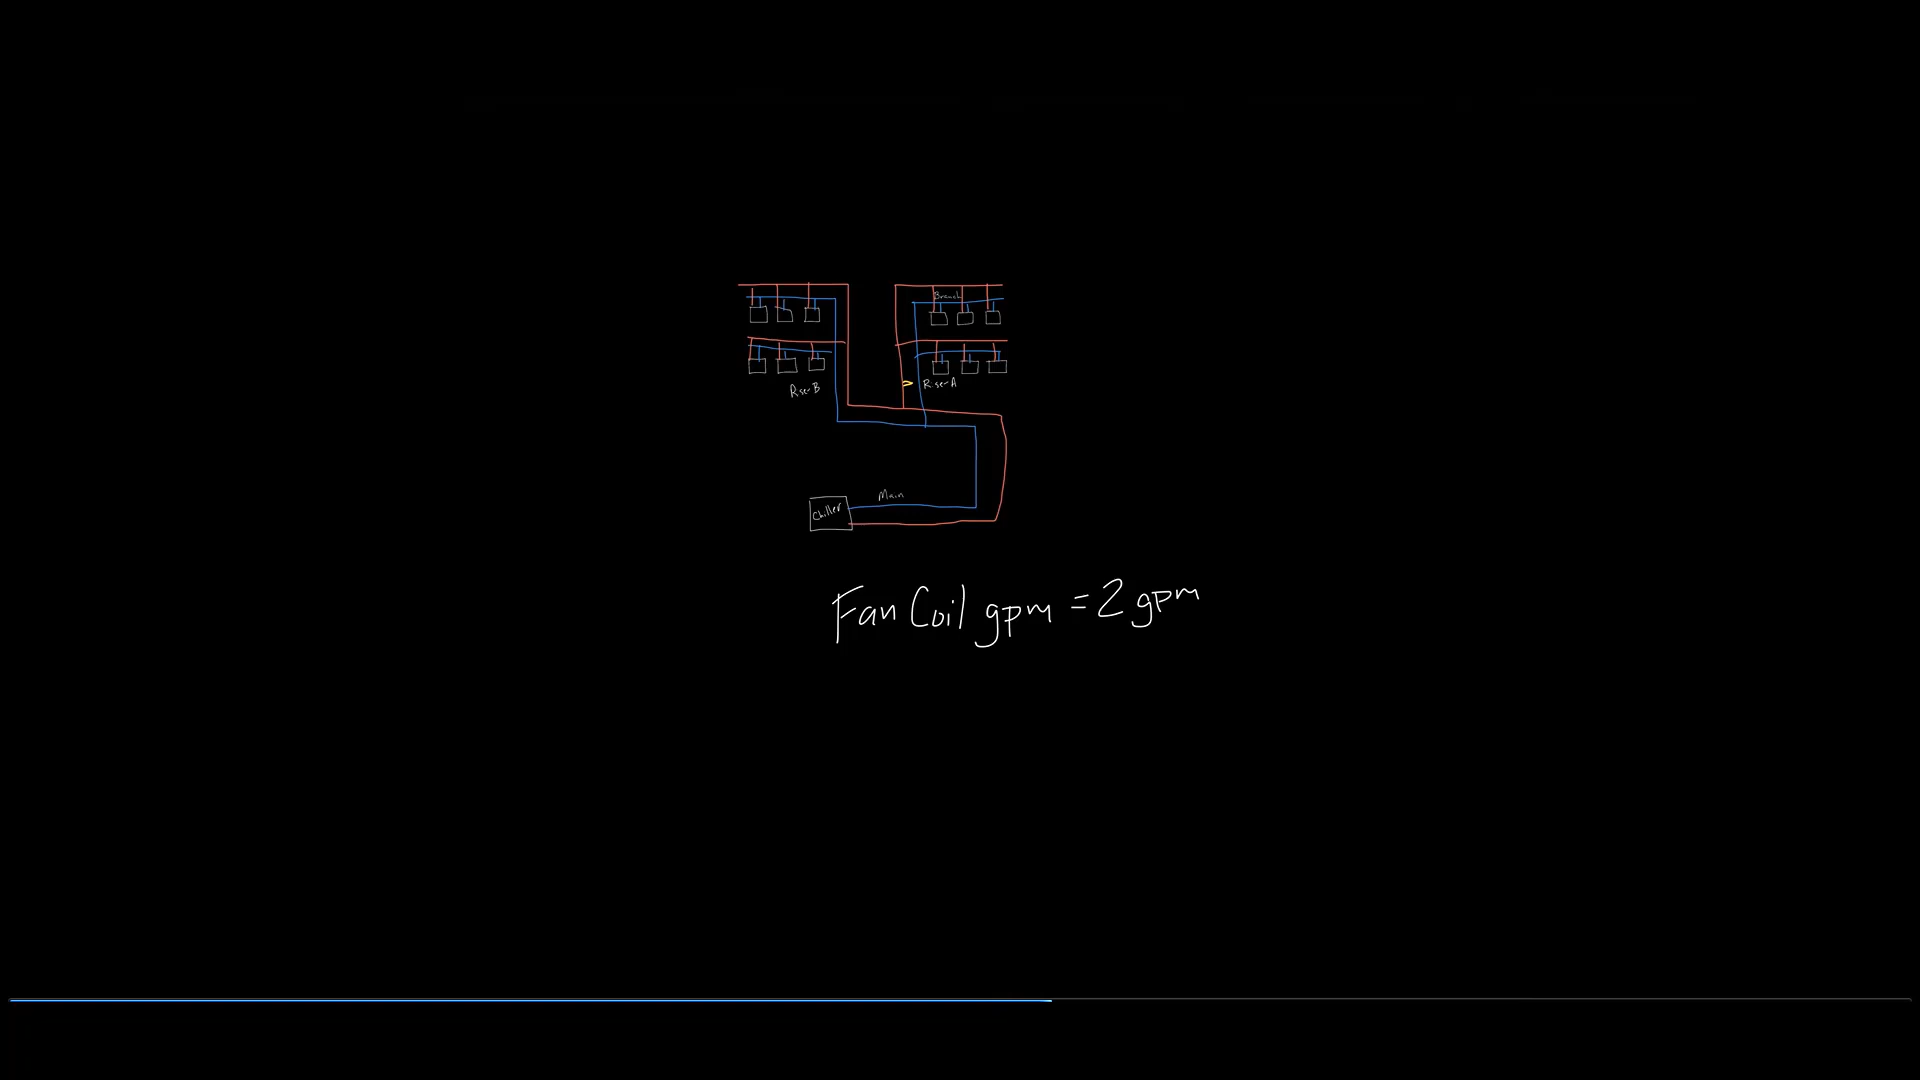 Branch
Riser B
Riser A
Main
Chiller
Fan Coil gpm = 2 gpm